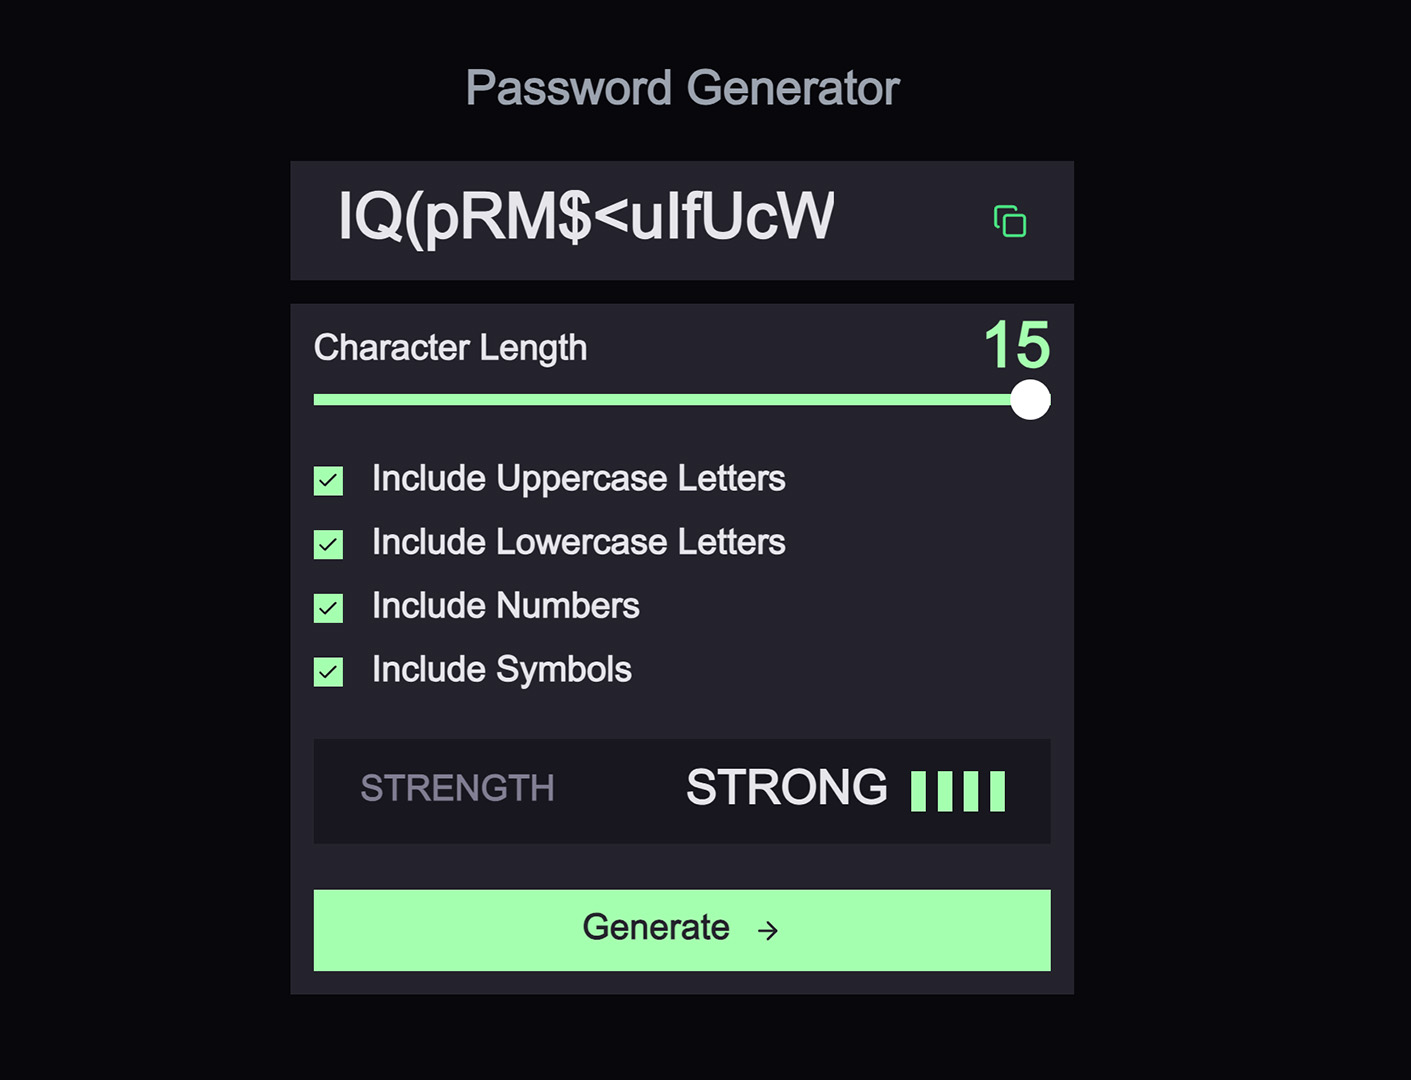 Password Generator
IQ(pRM$<uIfUcW
Character Length
15
Include Uppercase Letters
Include Lowercase Letters
Include Numbers
Include Symbols
STRENGTH
STRONG
Generate →